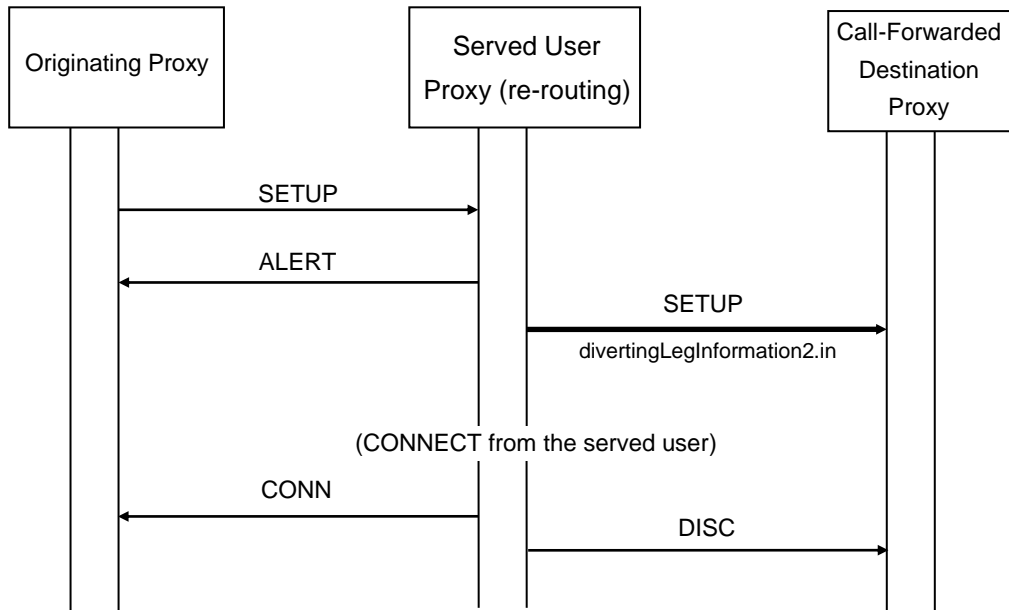 Originating Proxy
Served User
Proxy (re-routing)
Call-Forwarded
Destination
Proxy
SETUP
ALERT
SETUP
divertingLegInformation2.in
(CONNECT from the served user)
CONN
DISC